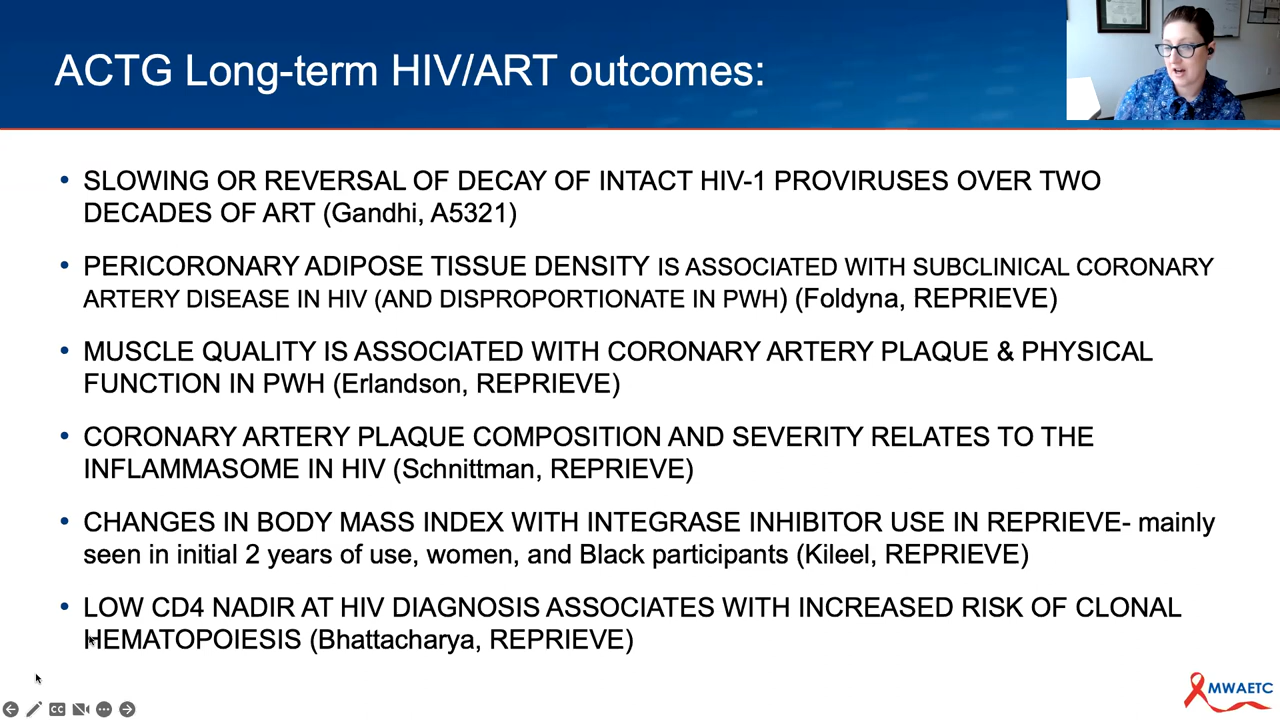 ACTG Long-term HIV/ART outcomes:
• SLOWING OR REVERSAL OF DECAY OF INTACT HIV-1 PROVIRUSES OVER TWO
DECADES OF ART (Gandhi, A5321)
• PERICORONARY ADIPOSE TISSUE DENSITY IS ASSOCIATED WITH SUBCLINICAL CORONARY
ARTERY DISEASE IN HIV (AND DISPROPORTIONATE IN PWH) (Foldyna, REPRIEVE)
• MUSCLE QUALITY IS ASSOCIATED WITH CORONARY ARTERY PLAQUE & PHYSICAL
FUNCTION IN PWH (Erlandson, REPRIEVE)
• CORONARY ARTERY PLAQUE COMPOSITION AND SEVERITY RELATES TO THE
INFLAMMASOME IN HIV (Schnittman, REPRIEVE)
• CHANGES IN BODY MASS INDEX WITH INTEGRASE INHIBITOR USE IN REPRIEVE- mainly
seen in initial 2 years of use, women, and Black participants (Kileel, REPRIEVE)
• LOW CD4 NADIR AT HIV DIAGNOSIS ASSOCIATES WITH INCREASED RISK OF CLONAL
HEMATOPOIESIS (Bhattacharya, REPRIEVE)
MWAETC
CC